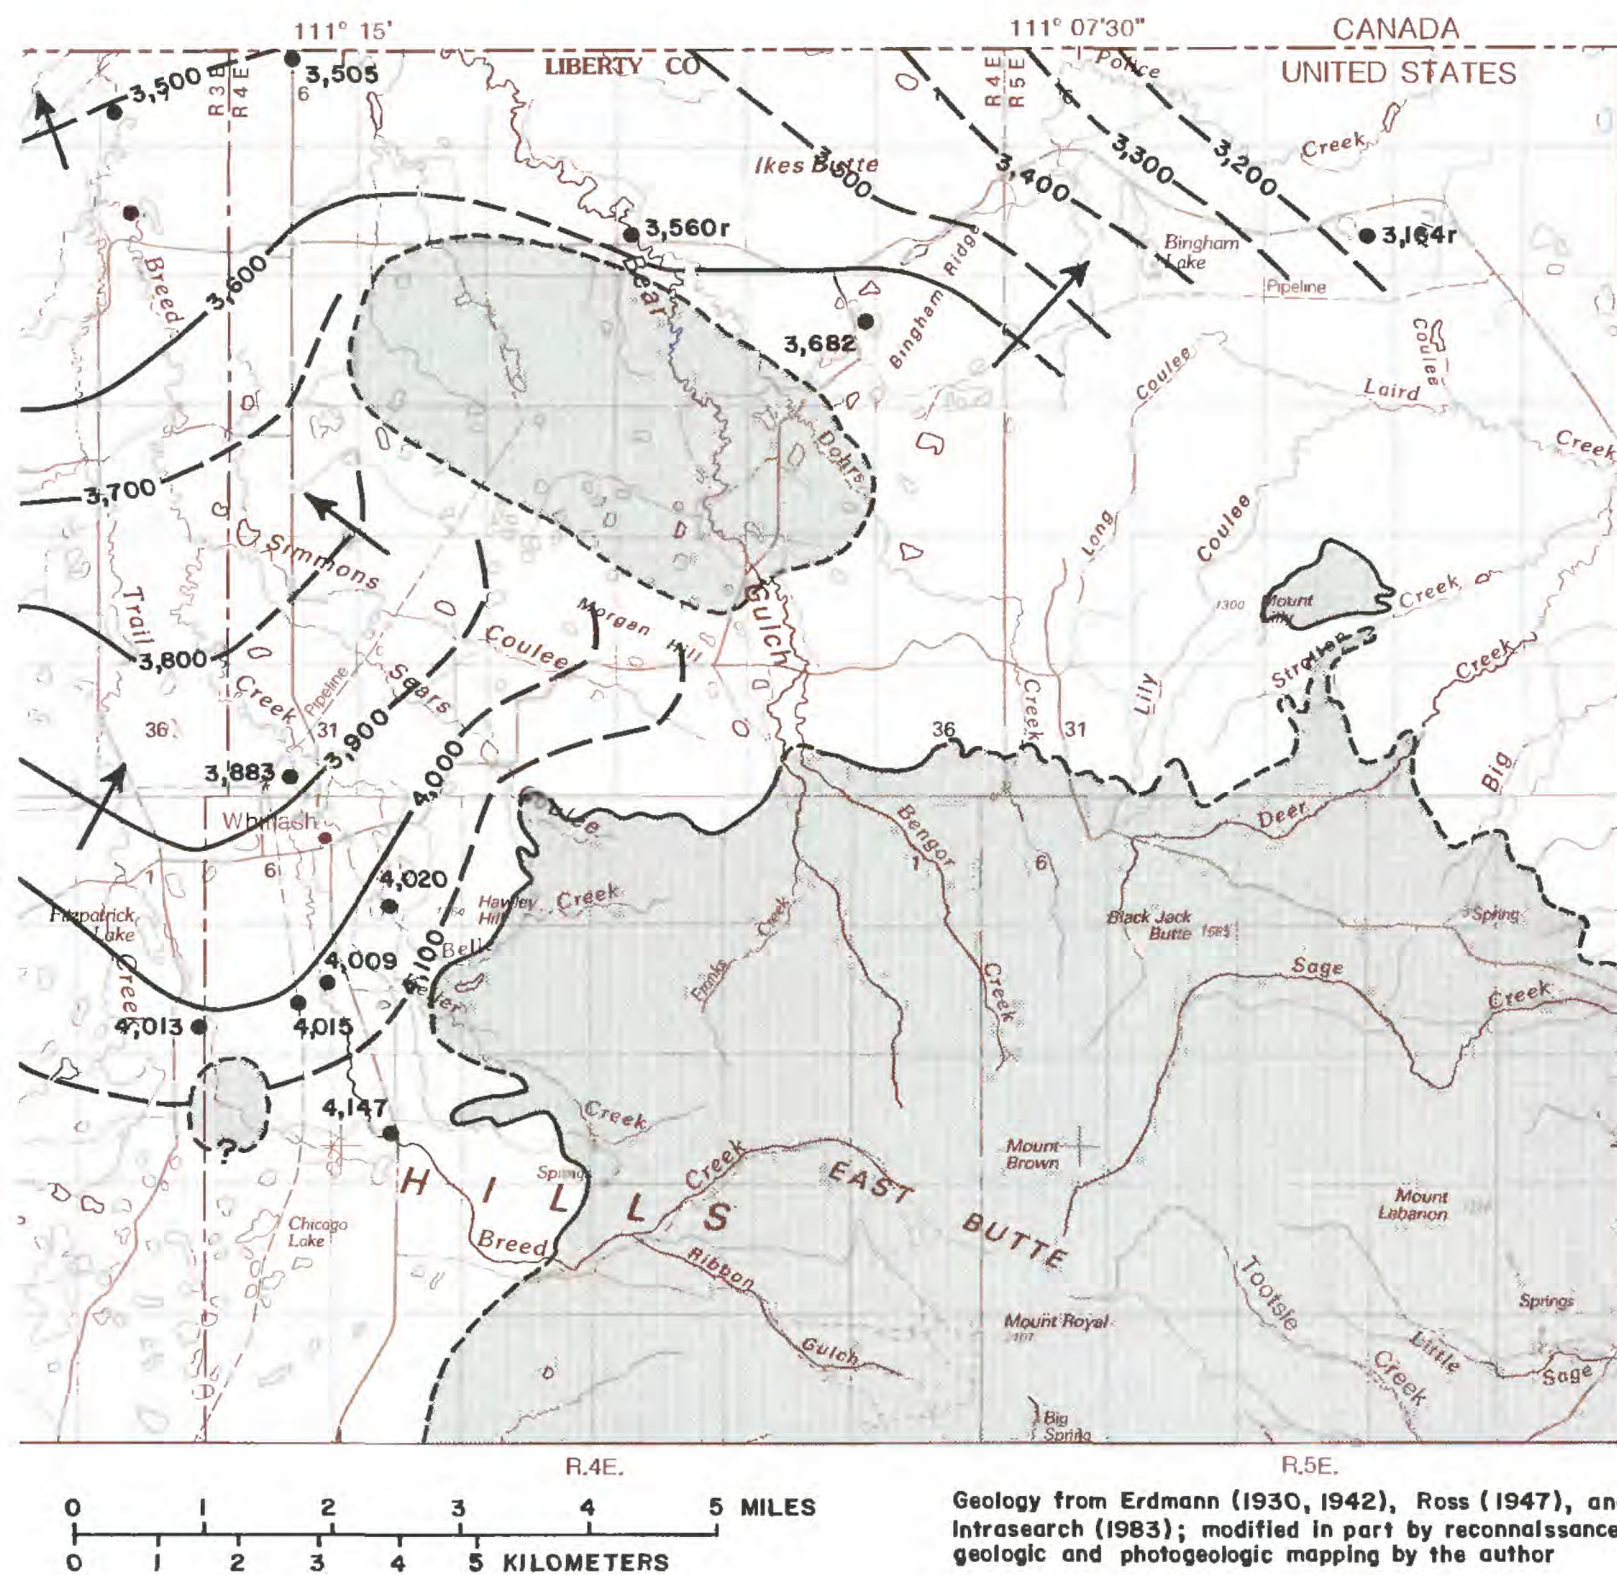 111° 15'
111° 07'30"
CANADA
UNITED STATES
LIBERTY CO
3,500
R 3 E
R 4 E
3,505
6
R 4 E
R 5 E
Police
Creek
Ikes Butte
3,500
3,400
3,300
3,200
3,560r
3,164r
Bingham
Lake
Pipeline
Bingham Ridge
Breed
3,600
Bear
3,682
Coulee
Coulee
Laird
Creek
3,700
Dohrs
Long
Coulee
Simmons
Trail
Gulch
Morgan Hill
1300
Mount
Lilly
Creek
Coulee
3,800
Creek
Sears
Pipeline
Creek
Lily
Creek
36
31
3,900
36
31
Big
3,883
4,000
Whitlash
Bengor
Deer
1
6
4,020
1
6
Fitzpatrick
Lake
Hawley
Hill
Creek
Black Jack
Butte
Spring
Creek
4,009
4,100
Franks
Creek
Creek
Sage
Creek
4,013
4,015
4,147
Creek
?
Mount
Brown
Mount
Labanon
HILLS
Springs
Creek
EAST
BUTTE
Chicago
Lake
Breed
Ribbon
Gulch
Mount Royal
Tootsie
Creek
Springs
Little
Sage
Big
Spring
R.4E.
R.5E.
0 1 2 3 4 5 MILES
0 1 2 3 4 5 KILOMETERS
Geology from Erdmann (1930, 1942), Ross (1947), an
Intrasearch (1983); modified in part by reconnaissance
geologic and photogeologic mapping by the author